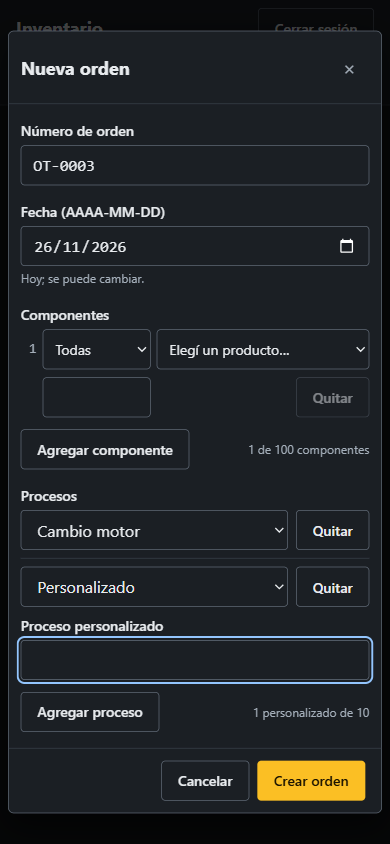 Inventario
Cerrar sesión
Nueva orden
×
Número de orden
OT-0003
Fecha (AAAA-MM-DD)
26/11/2026
Hoy; se puede cambiar.
Componentes
1 Todas Elegí un producto...
Quitar
Agregar componente 1 de 100 componentes
Procesos
Cambio motor Quitar
Personalizado Quitar
Proceso personalizado
Agregar proceso 1 personalizado de 10
Cancelar Crear orden